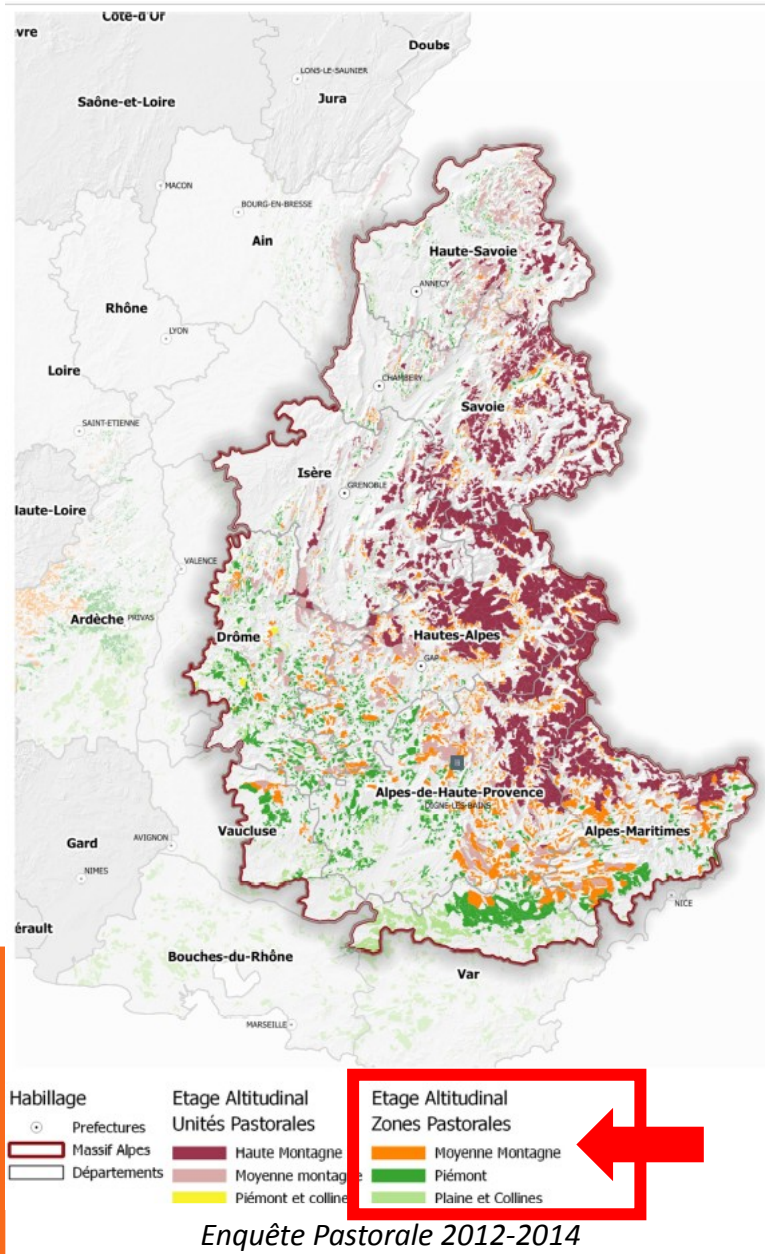 Côte-d'Or
vre
Doubs
LONS-LE-SAUNIER
Jura
Saône-et-Loire
MACON
BOURG-EN-BRESSE
Ain
Haute-Savoie
ANNECY
Rhône
LYON
Loire
CHAMBERY
Savoie
SAINT-ETIENNE
Isère
GRENOBLE
Haute-Loire
VALENCE
Ardèche PRIVAS
Drôme
Hautes-Alpes
GAP
Alpes-de-Haute-Provence
DIGNE-LES-BAINS
Vaucluse
Alpes-Maritimes
Gard
AVIGNON
NIMES
NICE
érault
Bouches-du-Rhône
Var
MARSEILLE
Habillage
Prefectures
Massif Alpes
Départements
Etage Altitudinal
Unités Pastorales
Haute Montagne
Moyenne montagne
Piémont et colline
Etage Altitudinal
Zones Pastorales
Moyenne Montagne
Piémont
Plaine et Collines
Enquête Pastorale 2012-2014